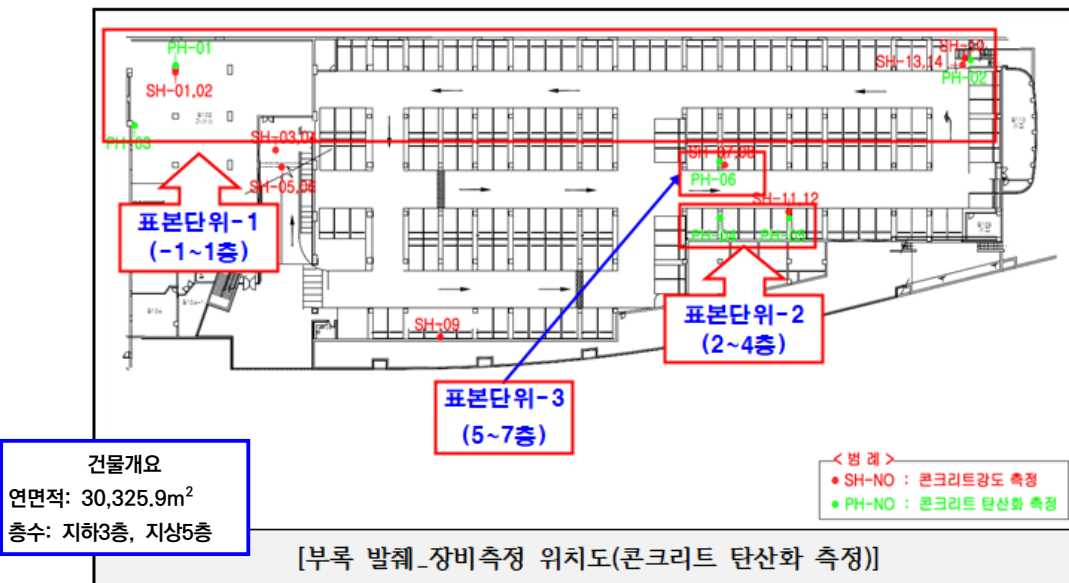 PH-01
SH-01,02
PH-03
SH-03,04
SH-05,06
SH-10
SH-13,14
PH-02
SH-07,08
PH-06
SH-11,12
PH-04
PH-05
SH-09
표본단위-1
(-1~1층)
표본단위-2
(2~4층)
표본단위-3
(5~7층)
건물개요
연면적: 30,325.9m²
층수: 지하3층, 지상5층
< 범 례 >
● SH-NO : 콘크리트강도 측정
● PH-NO : 콘크리트 탄산화 측정
[부록 발췌_장비측정 위치도(콘크리트 탄산화 측정)]